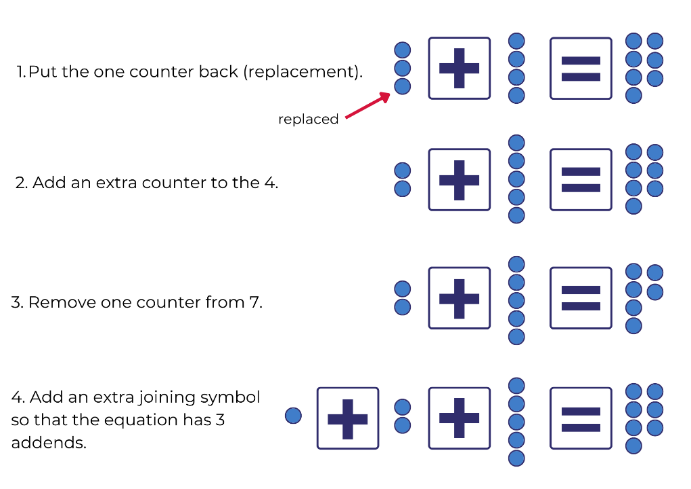 1.Put the one counter back (replacement).
replaced
2. Add an extra counter to the 4.
3. Remove one counter from 7.
4. Add an extra joining symbol
so that the equation has 3
addends.